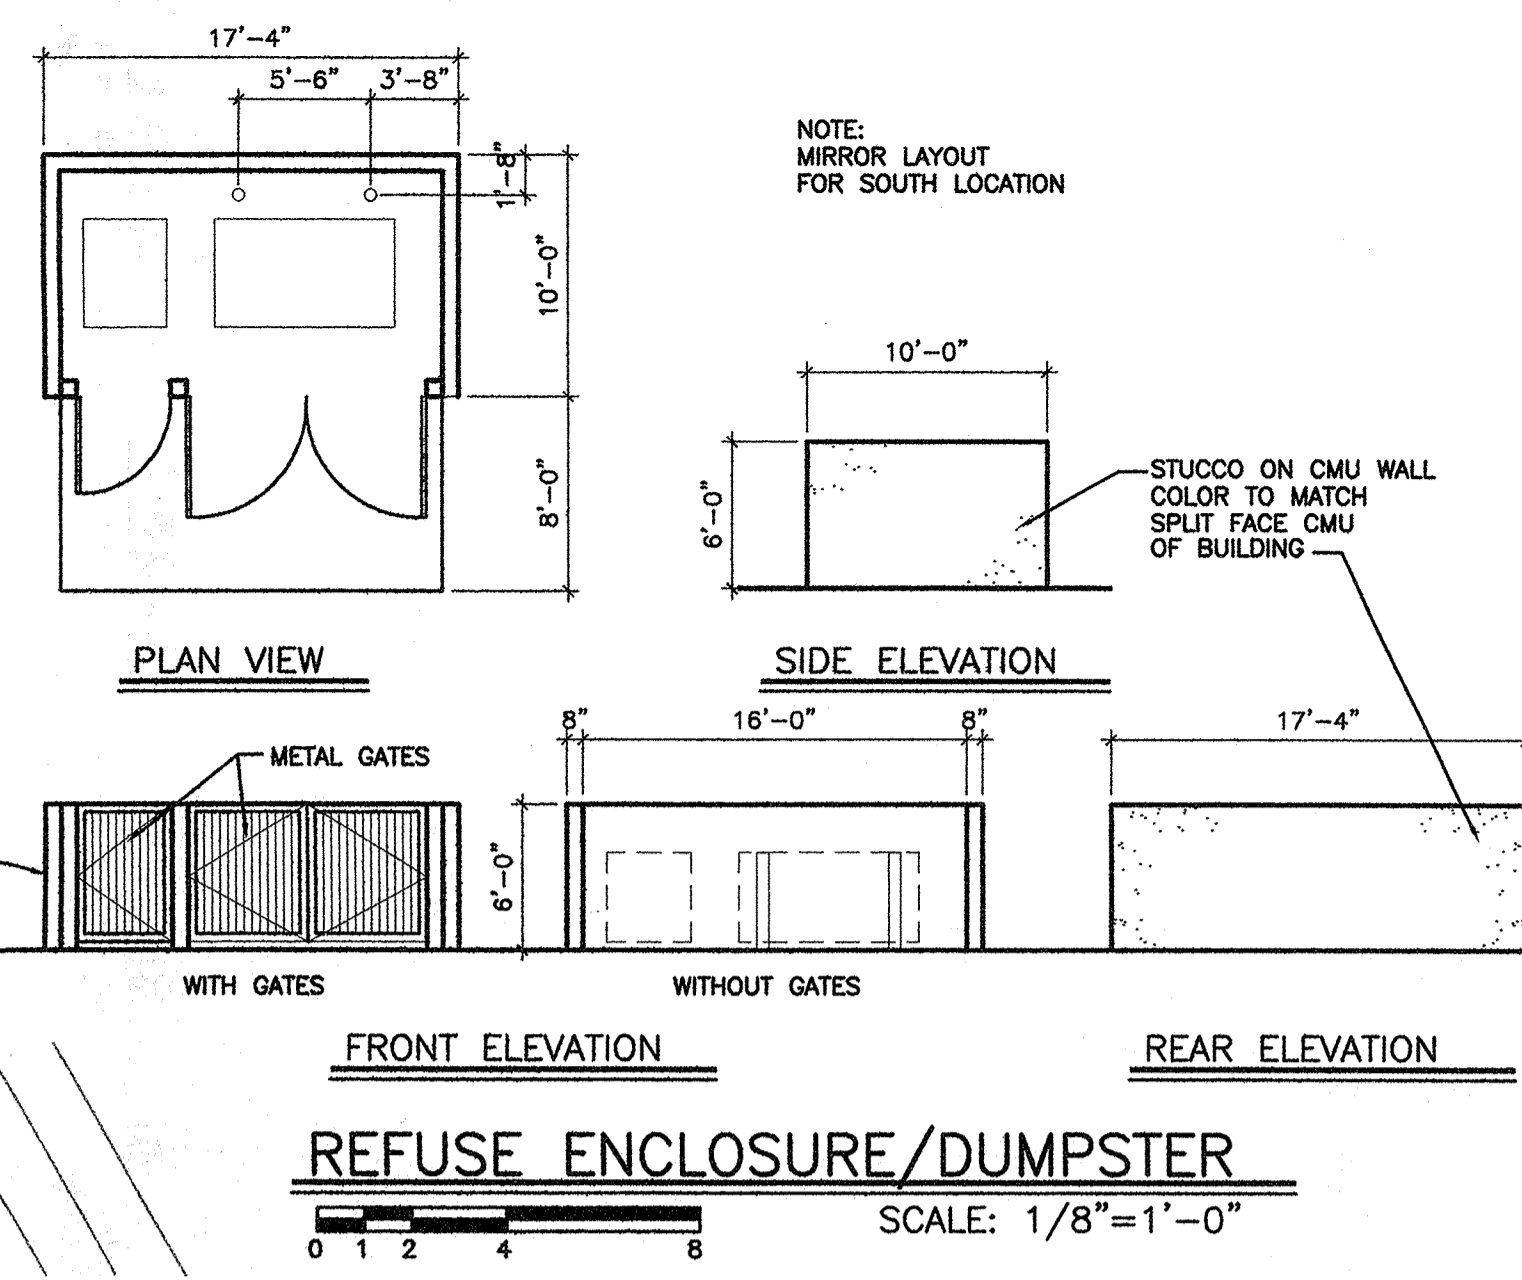 17'-4"
5'-6" 3'-8"
1'-8"
10'-0"
8'-0"
NOTE:
MIRROR LAYOUT
FOR SOUTH LOCATION
10'-0"
6'-0"
STUCCO ON CMU WALL
COLOR TO MATCH
SPLIT FACE CMU
OF BUILDING
PLAN VIEW
SIDE ELEVATION
METAL GATES
8" 16'-0" 8"
17'-4"
6'-0"
WITH GATES
WITHOUT GATES
FRONT ELEVATION
REAR ELEVATION
REFUSE ENCLOSURE/DUMPSTER
0 1 2 4 8
SCALE: 1/8"=1'-0"